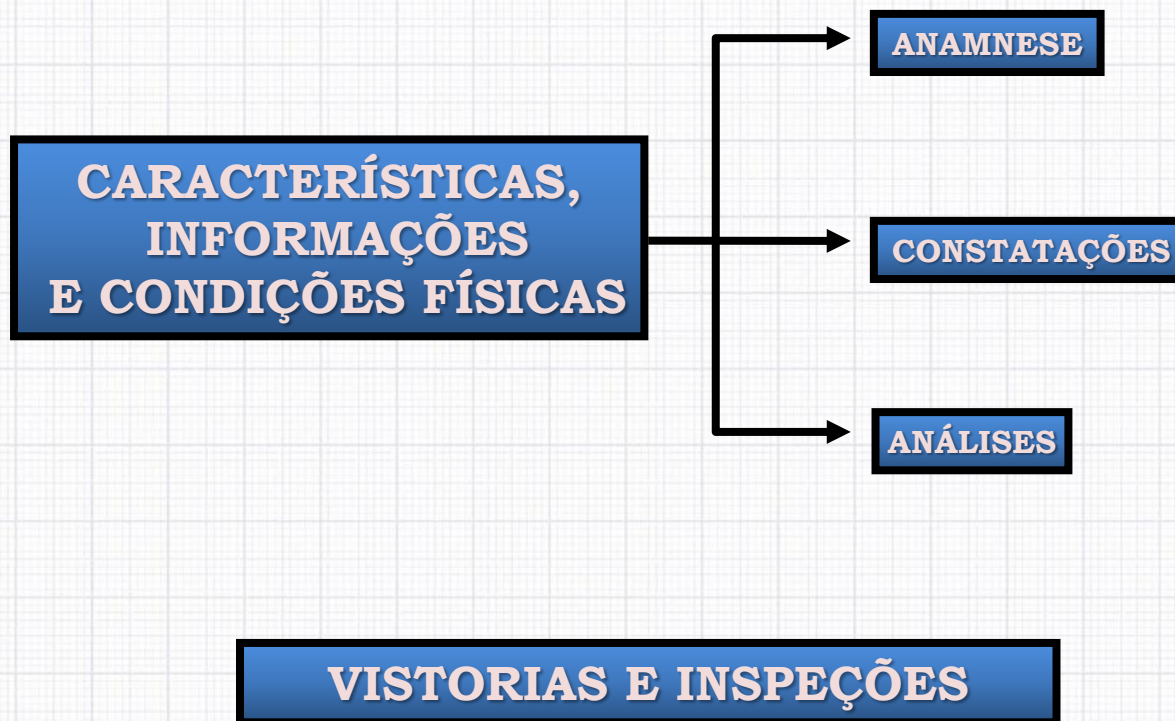 ANAMNESE
CARACTERÍSTICAS,
INFORMAÇÕES
E CONDIÇÕES FÍSICAS
CONSTATAÇÕES
ANÁLISES
VISTORIAS E INSPEÇÕES